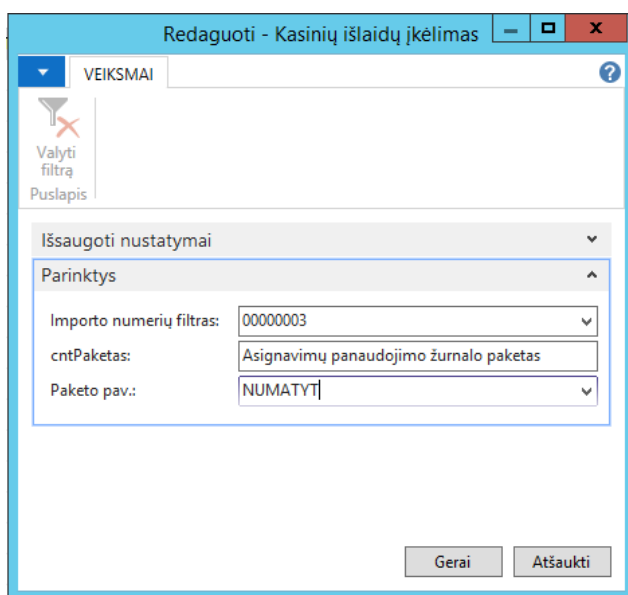 Redaguoti - Kasinių išlaidų įkėlimas
VEIKSMAI
Valyti
filtrą
Puslapis
Išsaugoti nustatymai
Parinktys
Importo numerių filtras: 00000003
cntPaketas: Asignavimų panaudojimo žurnalo paketas
Paketo pav.: NUMATYT
Gerai Atšaukti